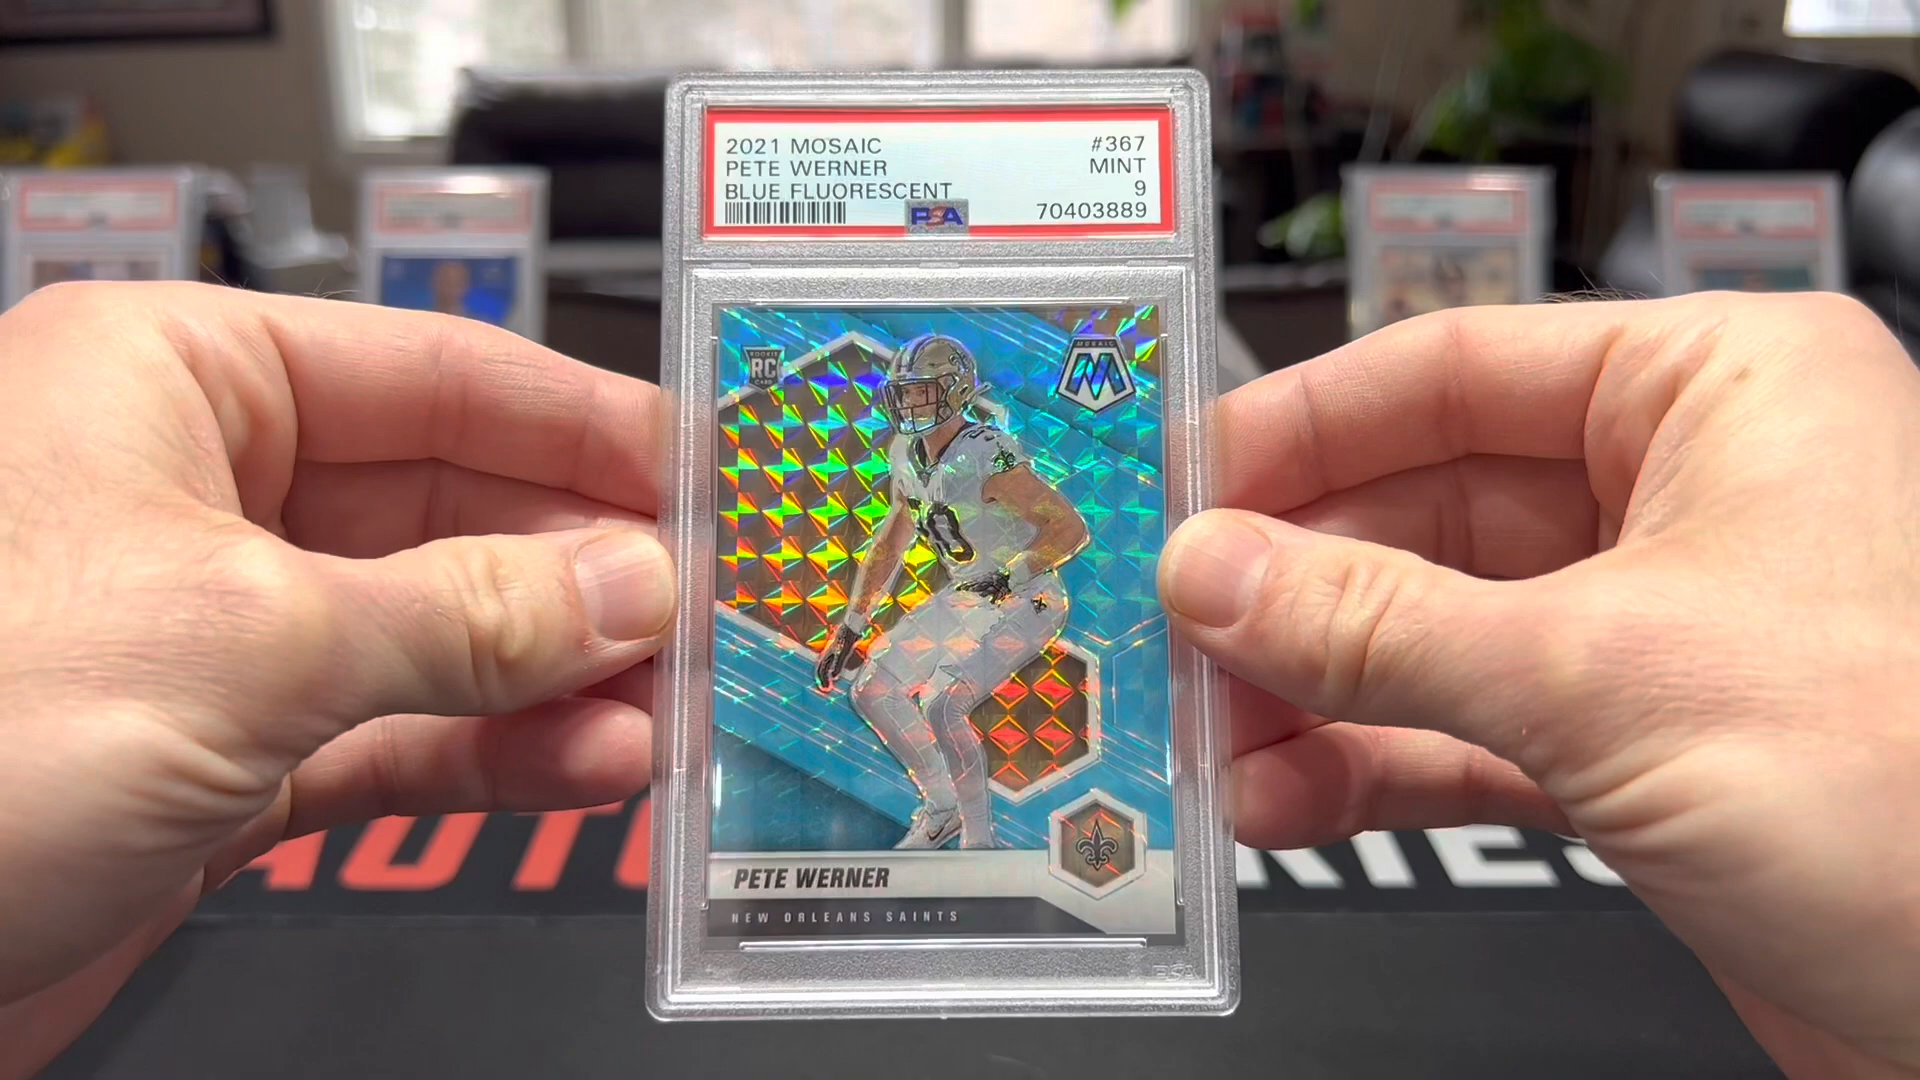 2021 MOSAIC #367
PETE WERNER MINT
BLUE FLUORESCENT 9
PSA 70403889
ROOKIE
RC
CARD
MOSAIC
M
PETE WERNER
NEW ORLEANS SAINTS
PSA